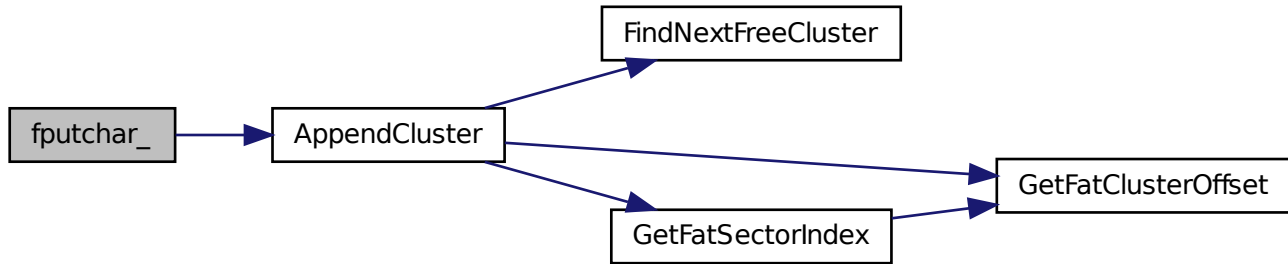 FindNextFreeCluster
fputchar_
AppendCluster
GetFatClusterOffset
GetFatSectorIndex